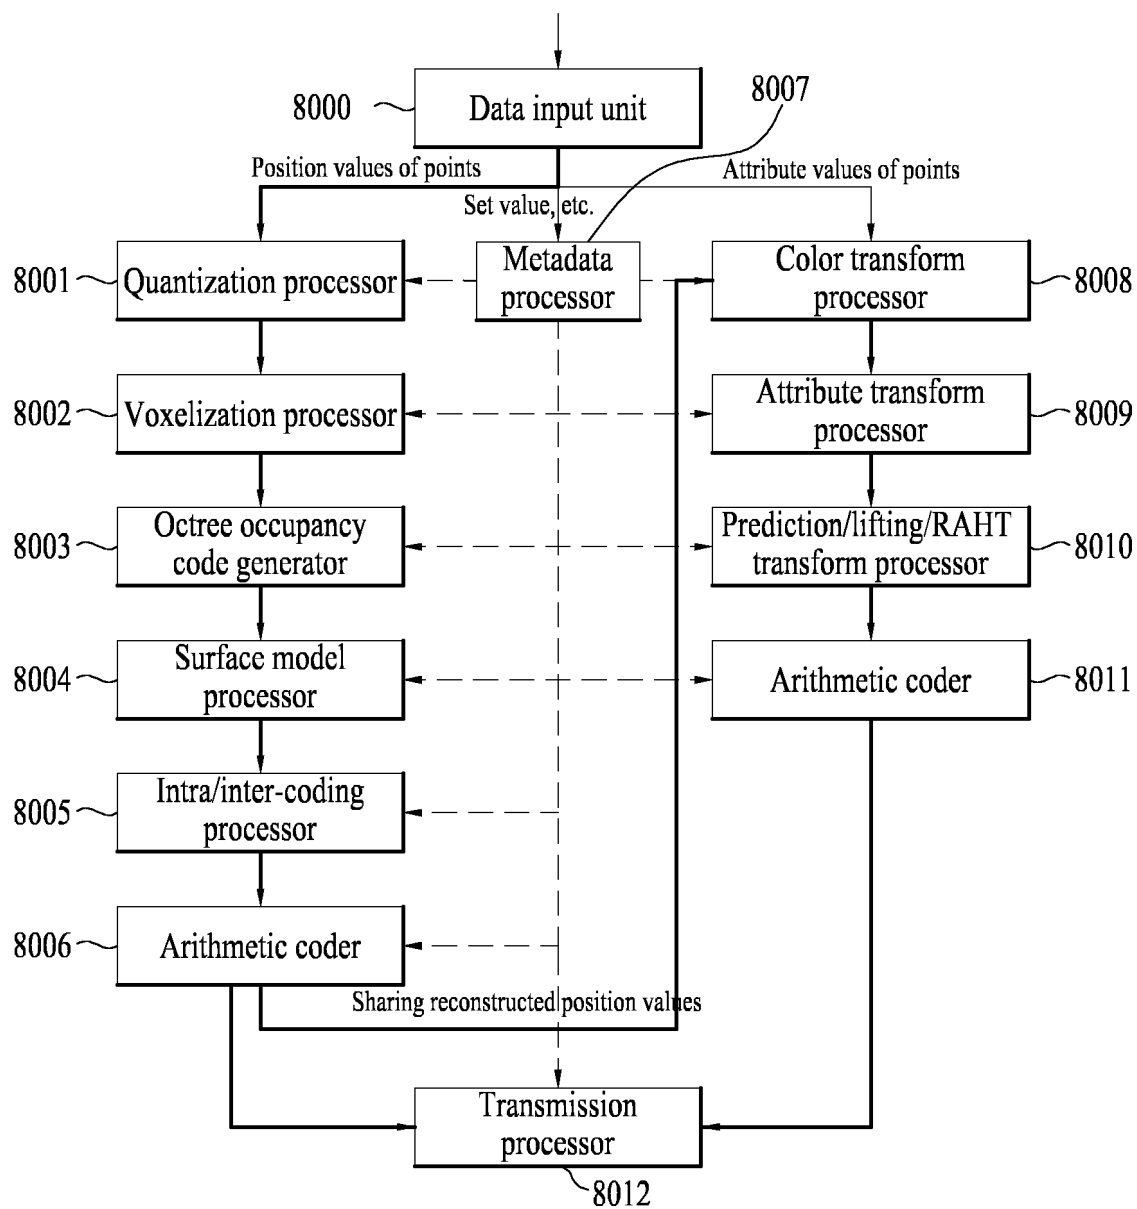 8000
Data input unit
8007
Position values of points
Attribute values of points
Set value, etc.
8001
Quantization processor
Metadata
processor
Color transform
processor
8008
8002
Voxelization processor
Attribute transform
processor
8009
8003
Octree occupancy
code generator
Prediction/lifting/RAHT
transform processor
8010
8004
Surface model
processor
Arithmetic coder
8011
8005
Intra/inter-coding
processor
8006
Arithmetic coder
Sharing reconstructed position values
Transmission
processor
8012